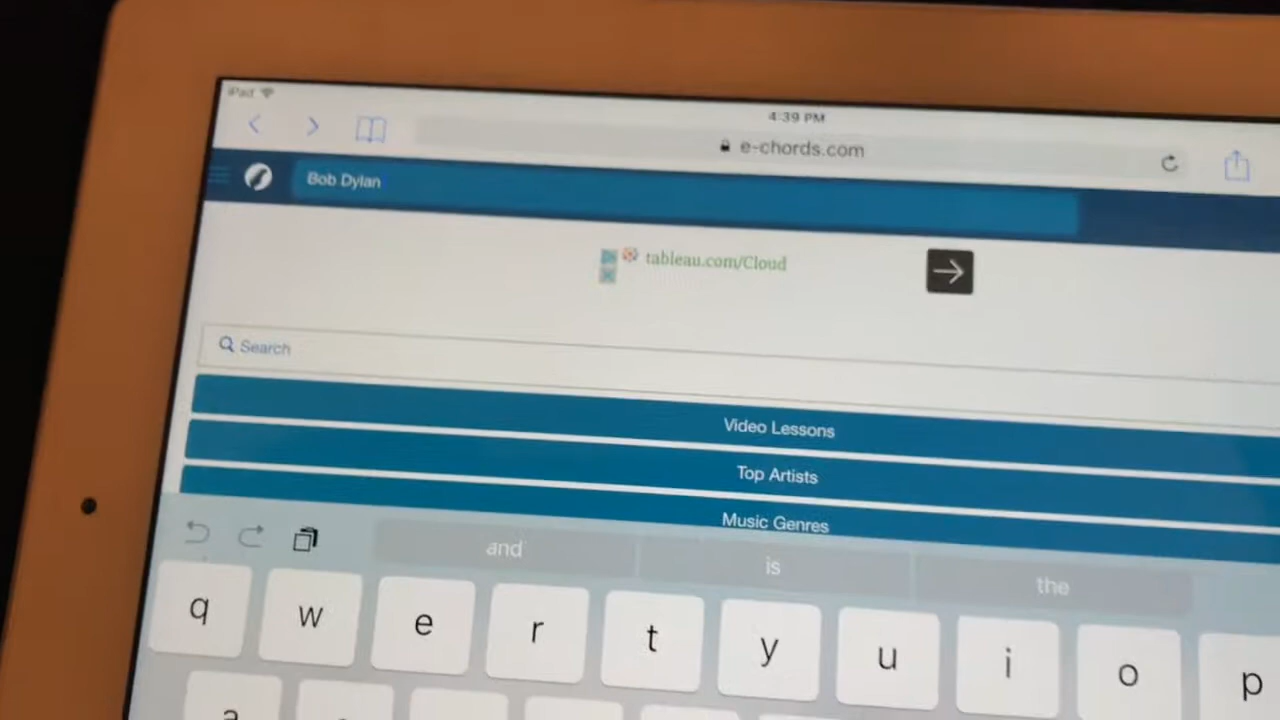 iPad
4:39 PM
e-chords.com
Bob Dylan
tableau.com/Cloud
Search
Video Lessons
Top Artists
Music Genres
and is the
q w e r t y u i o p
a